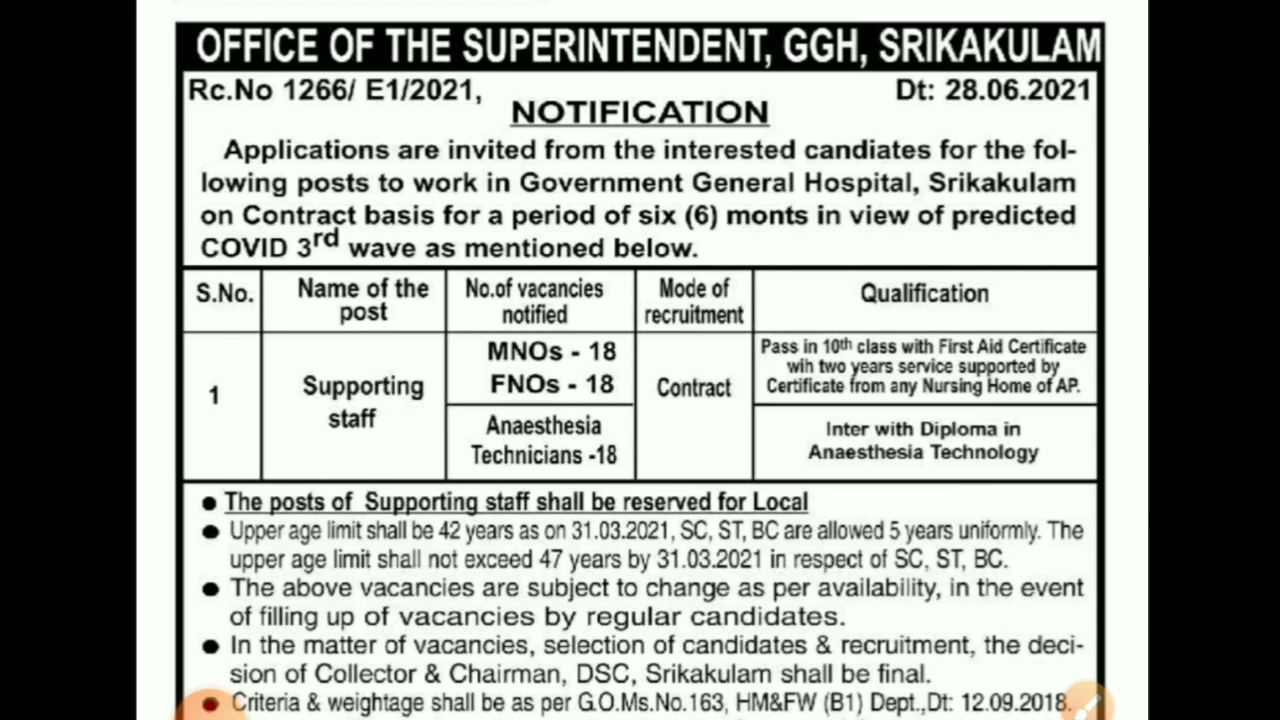 OFFICE OF THE SUPERINTENDENT, GGH, SRIKAKULAM
Rc.No 1266/ E1/2021,
Dt: 28.06.2021
NOTIFICATION
Applications are invited from the interested candiates for the fol-
lowing posts to work in Government General Hospital, Srikakulam
on Contract basis for a period of six (6) monts in view of predicted
COVID 3rd wave as mentioned below.
S.No.
Name of the
post
No.of vacancies
notified
Mode of
recruitment
Qualification
1
Supporting
staff
MNOs - 18
FNOs - 18
Contract
Pass in 10th class with First Aid Certificate
wih two years service supported by
Certificate from any Nursing Home of AP.
Anaesthesia
Technicians -18
Inter with Diploma in
Anaesthesia Technology
● The posts of Supporting staff shall be reserved for Local
● Upper age limit shall be 42 years as on 31.03.2021, SC, ST, BC are allowed 5 years uniformly. The
upper age limit shall not exceed 47 years by 31.03.2021 in respect of SC, ST, BC.
● The above vacancies are subject to change as per availability, in the event
of filling up of vacancies by regular candidates.
● In the matter of vacancies, selection of candidates & recruitment, the deci-
sion of Collector & Chairman, DSC, Srikakulam shall be final.
● Criteria & weightage shall be as per G.O.Ms.No.163, HM&FW (B1) Dept.,Dt: 12.09.2018.